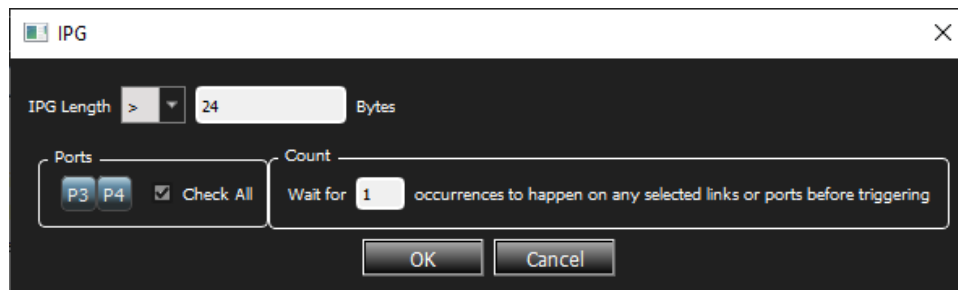 IPG
IPG Length > 24 Bytes
Ports Count
P3 P4 Check All Wait for 1 occurrences to happen on any selected links or ports before triggering
OK Cancel